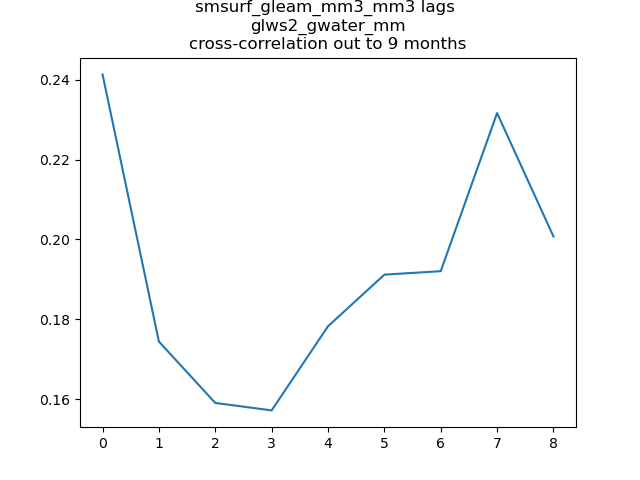 smsurf_gleam_mm3_mm3 lags
glws2_gwater_mm
cross-correlation out to 9 months
0.24
0.22
0.20
0.18
0.16
0 1 2 3 4 5 6 7 8